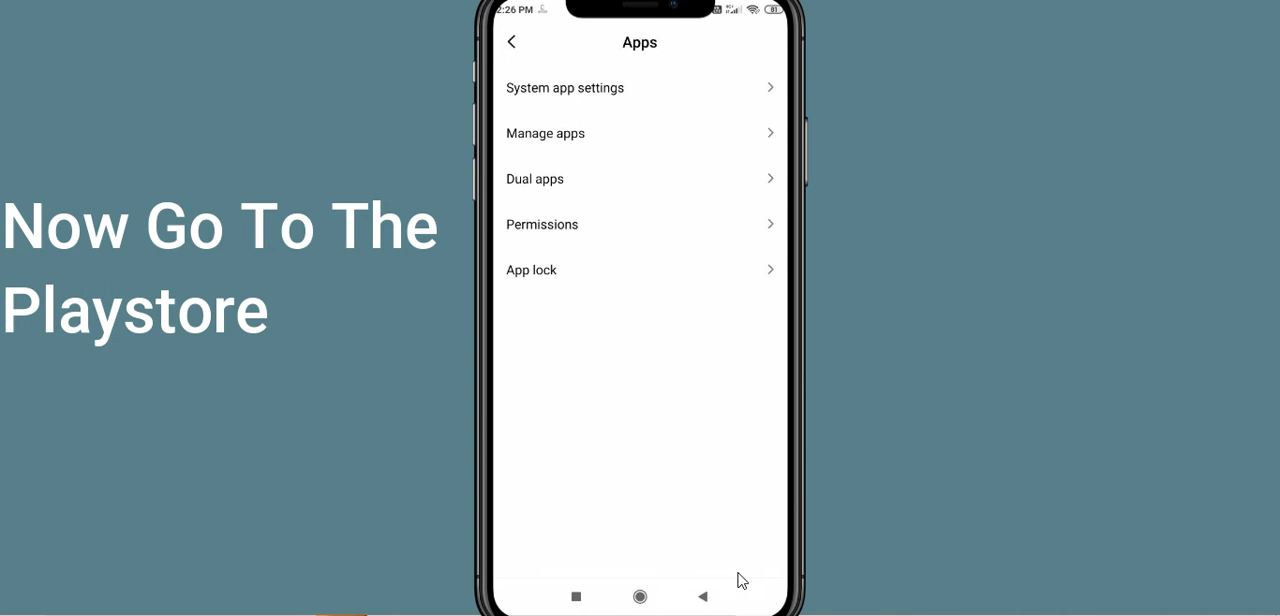 2:26 PM
81
Apps
System app settings
Manage apps
Dual apps
Permissions
App lock
Now Go To The
Playstore